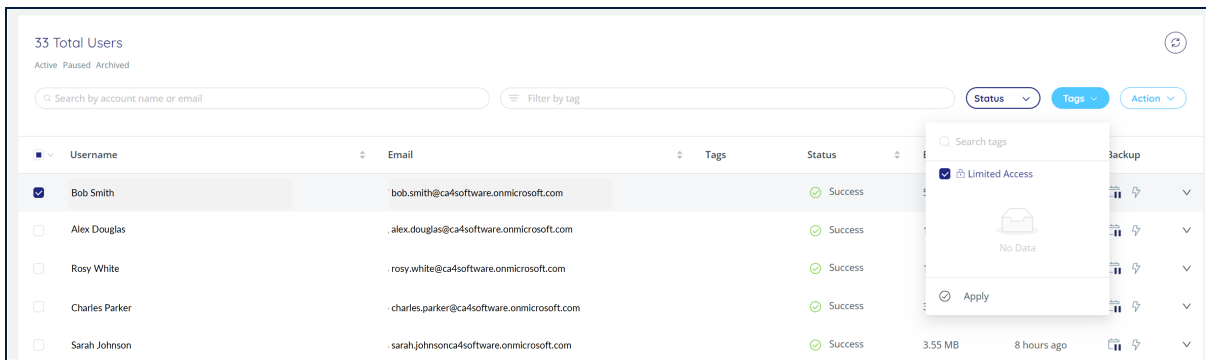 33 Total Users
Active Paused Archived
Search by account name or email
Filter by tag
Status
Tags
Action
Search tags
Username Email Tags Status Backup
Limited Access
Bob Smith bob.smith@ca4software.onmicrosoft.com Success
No Data
Alex Douglas alex.douglas@ca4software.onmicrosoft.com Success
Rosy White rosy.white@ca4software.onmicrosoft.com Success
Apply
Charles Parker charles.parker@ca4software.onmicrosoft.com Success
Sarah Johnson sarah.johnsonca4software.onmicrosoft.com Success 3.55 MB 8 hours ago